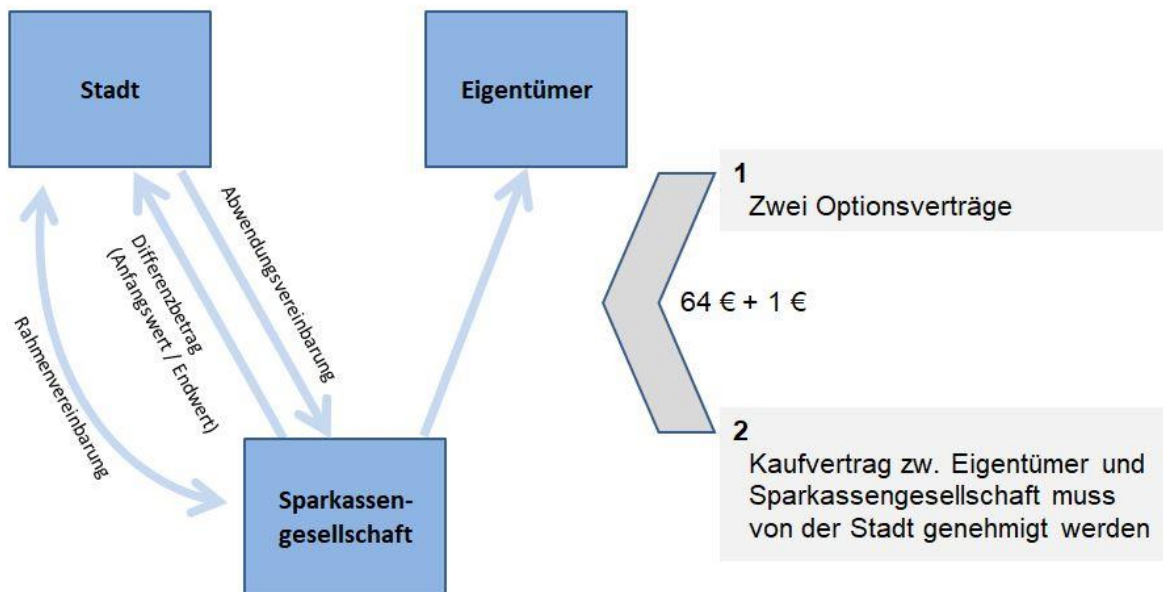 Stadt
Eigentümer
Abwendungsvereinbarung
Differenzbetrag
(Anfangswert / Endwert)
Rahmenvereinbarung
Sparkassen-
gesellschaft
1
Zwei Optionsverträge
64 € + 1 €
2
Kaufvertrag zw. Eigentümer und
Sparkassengesellschaft muss
von der Stadt genehmigt werden